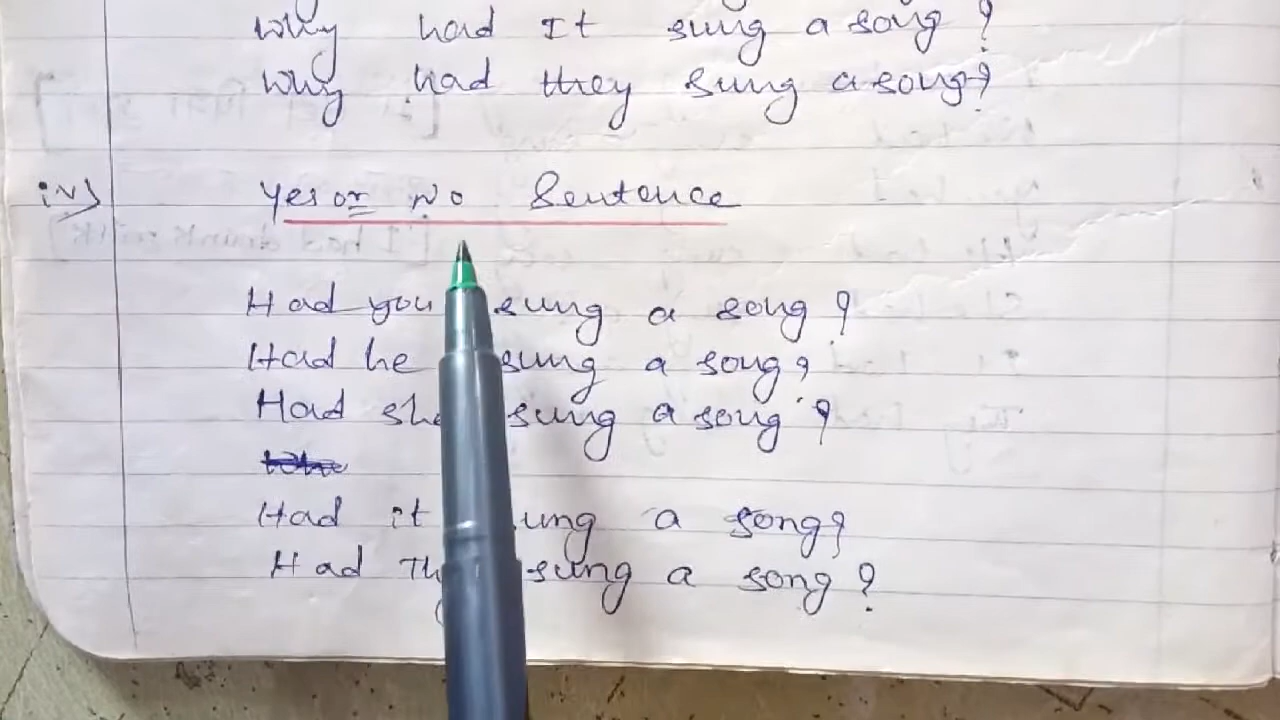 Why had It sung a song ?
Why had they sung a song?
iv) Yes or No Sentence
Had you sung a song ?
Had he sung a song?
Had she sung a song ?
Had it sung a song?
Had sung a song ?